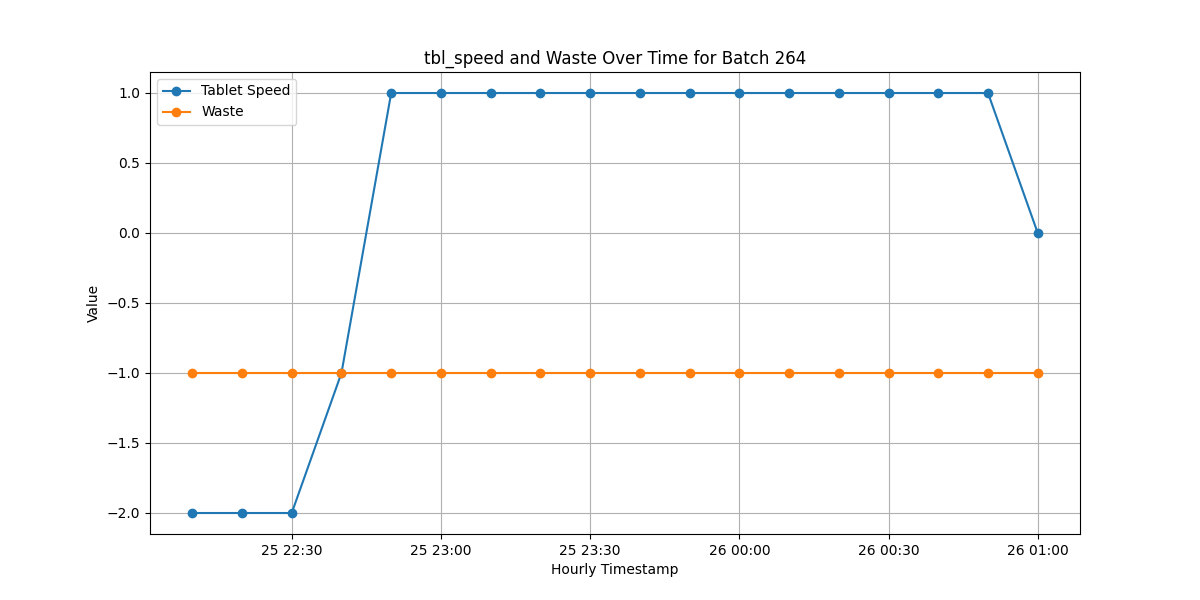 tbl_speed and Waste Over Time for Batch 264
Tablet Speed
Waste
1.0
0.5
0.0
−0.5
−1.0
−1.5
−2.0
Value
25 22:30 25 23:00 25 23:30 26 00:00 26 00:30 26 01:00
Hourly Timestamp